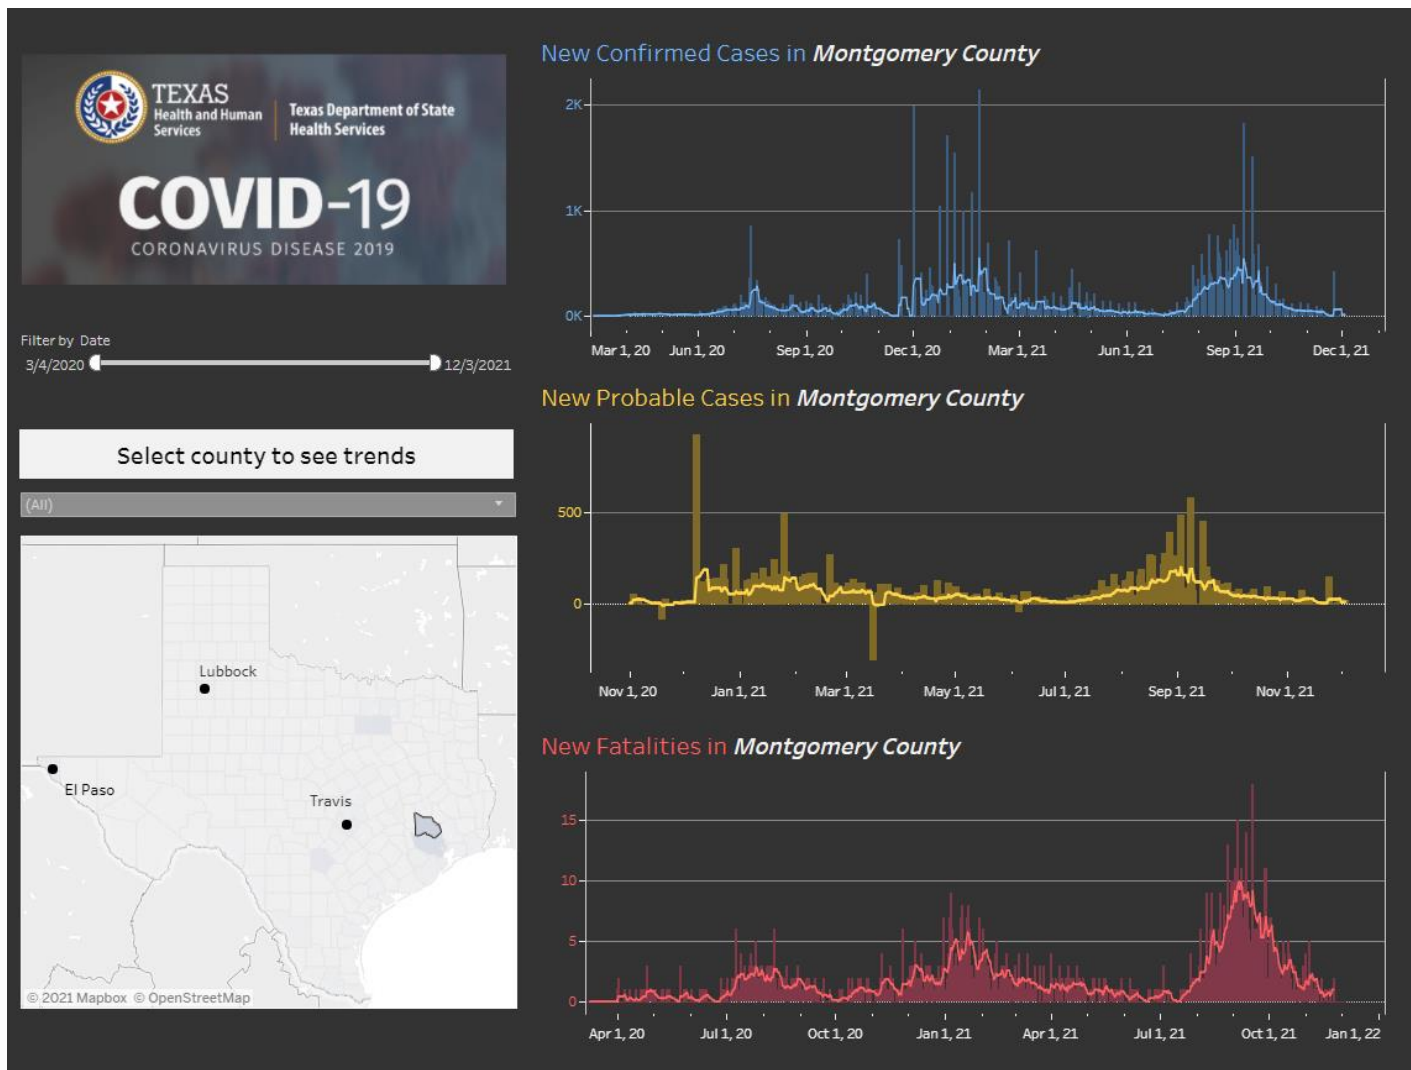 TEXAS
Health and Human
Services
Texas Department of State
Health Services
COVID-19
CORONAVIRUS DISEASE 2019
Filter by Date
3/4/2020
12/3/2021
Select county to see trends
(All)
Lubbock
El Paso
Travis
© 2021 Mapbox © OpenStreetMap
New Confirmed Cases in Montgomery County
2K
1K
0K
Mar 1, 20 Jun 1, 20 Sep 1, 20 Dec 1, 20 Mar 1, 21 Jun 1, 21 Sep 1, 21 Dec 1, 21
New Probable Cases in Montgomery County
500
0
Nov 1, 20 Jan 1, 21 Mar 1, 21 May 1, 21 Jul 1, 21 Sep 1, 21 Nov 1, 21
New Fatalities in Montgomery County
15
10
5
0
Apr 1, 20 Jul 1, 20 Oct 1, 20 Jan 1, 21 Apr 1, 21 Jul 1, 21 Oct 1, 21 Jan 1, 22